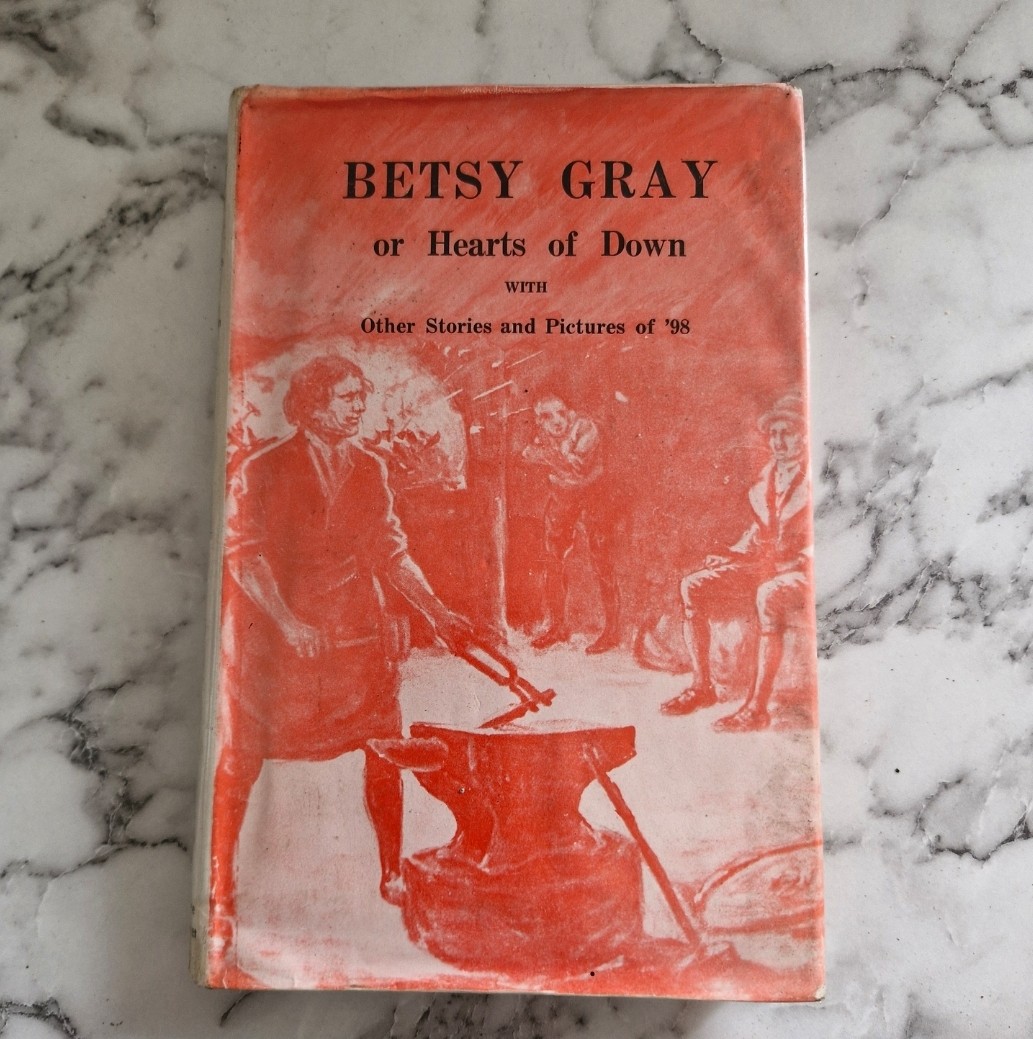 BETSY GRAY
or Hearts of Down
WITH
Other Stories and Pictures of '98